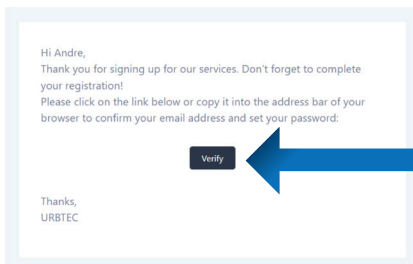 Hi Andre,
Thank you for signing up for our services. Don't forget to complete
your registration!
Please click on the link below or copy it into the address bar of your
browser to confirm your email address and set your password:
Verify
Thanks,
URBTEC